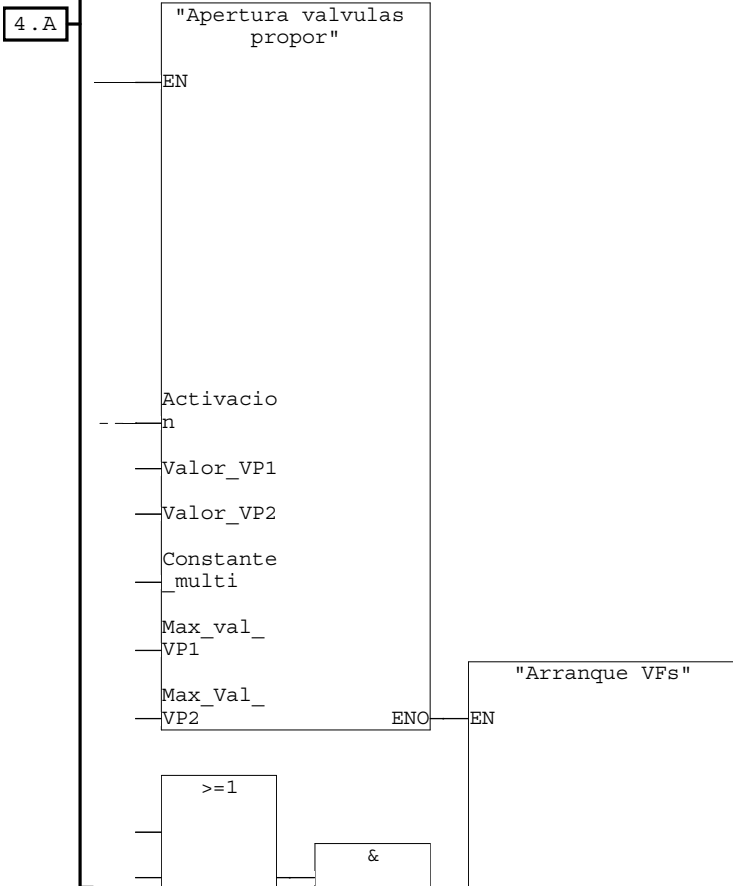 4.A
"Apertura valvulas
propor"
EN
Activacio
n
Valor_VP1
Valor_VP2
Constante
_multi
Max_val_
VP1
Max_Val_
VP2
ENO
"Arranque VFs"
EN
>=1
&